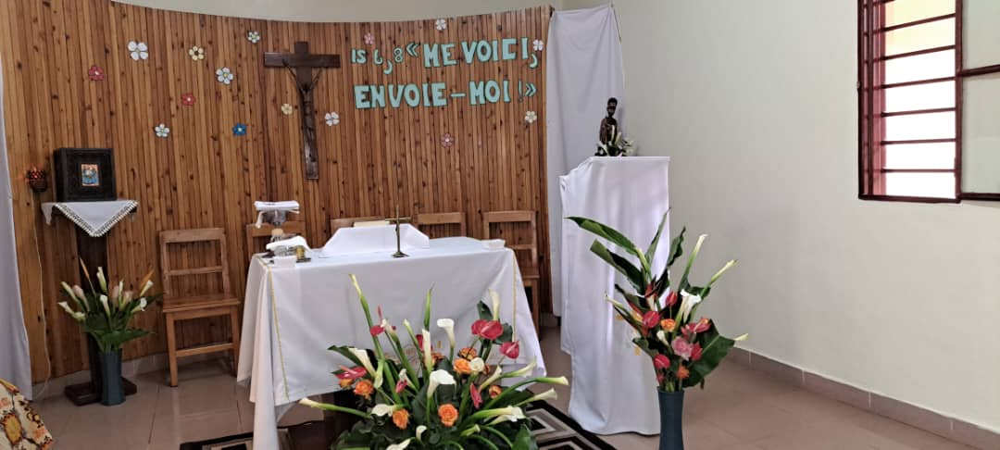 IS 6,8 «ME VOICI,
ENVOIE-MOI !»